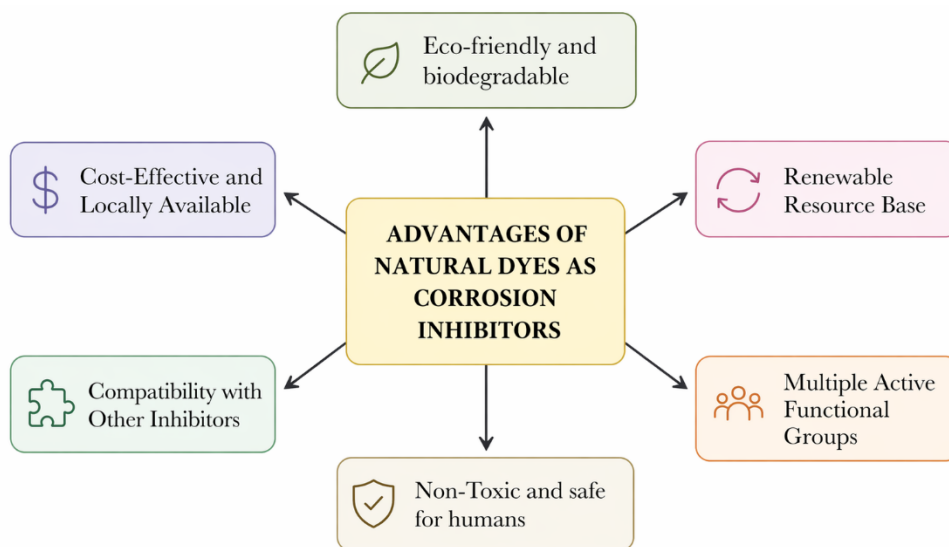 Eco-friendly and
biodegradable
Cost-Effective and
Locally Available
Renewable
Resource Base
ADVANTAGES OF
NATURAL DYES AS
CORROSION
INHIBITORS
Compatibility with
Other Inhibitors
Multiple Active
Functional
Groups
Non-Toxic and safe
for humans